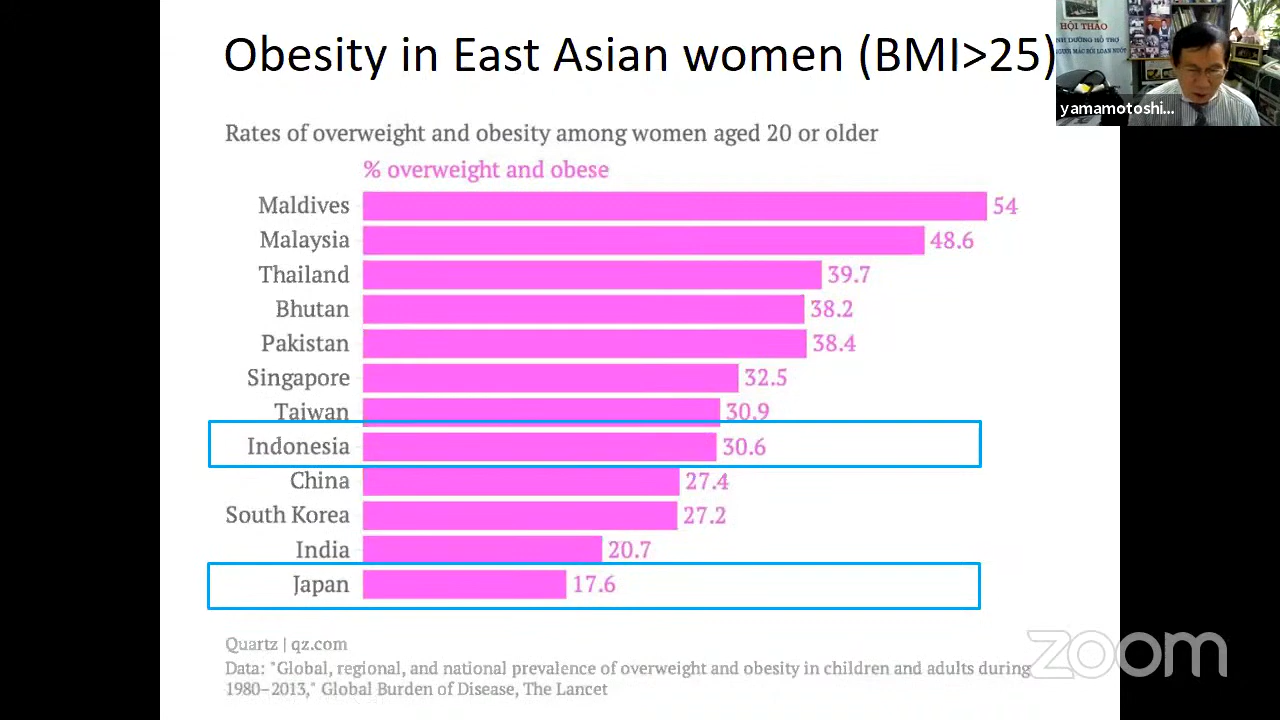 Obesity in East Asian women (BMI>25)
HỘI THẢO
DƯỠNG HỖ TRỢ
yamamotoshi...
Rates of overweight and obesity among women aged 20 or older
% overweight and obese
Maldives 54
Malaysia 48.6
Thailand 39.7
Bhutan 38.2
Pakistan 38.4
Singapore 32.5
Taiwan 30.9
Indonesia 30.6
China 27.4
South Korea 27.2
India 20.7
Japan 17.6
Quartz | qz.com
Data: "Global, regional, and national prevalence of overweight and obesity in children and adults during
1980–2013," Global Burden of Disease, The Lancet
zoom